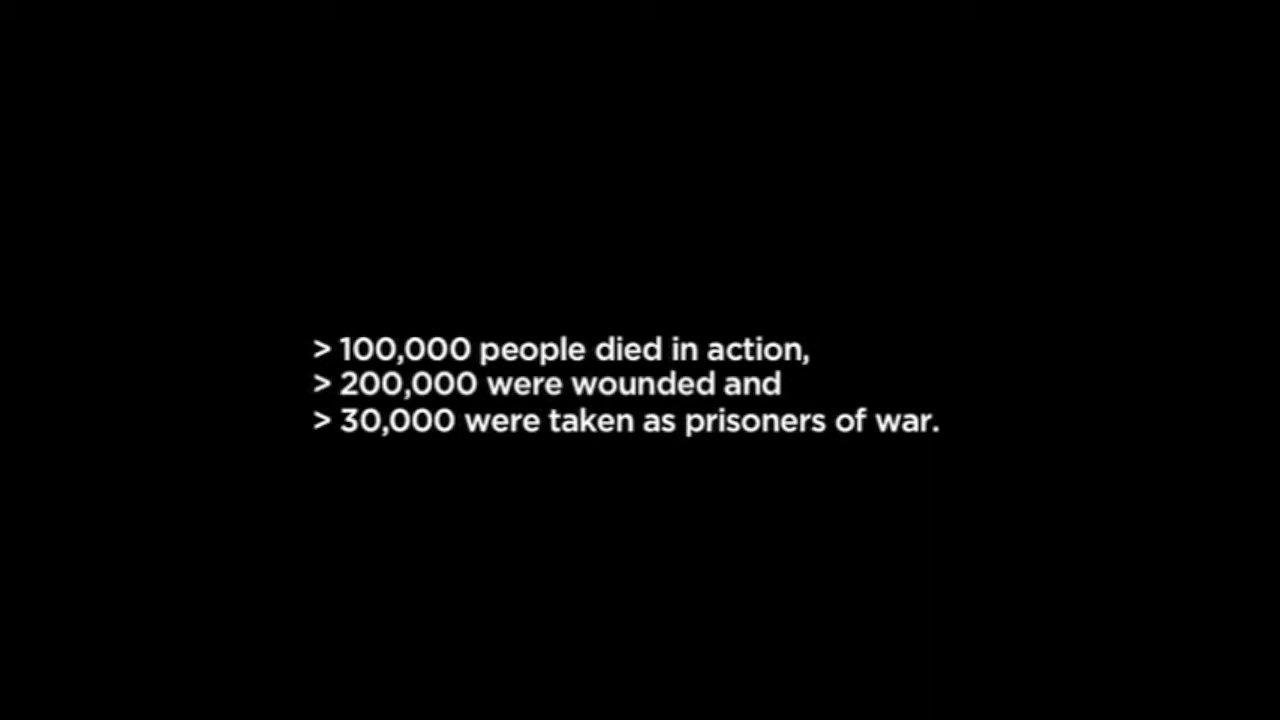 > 100,000 people died in action,
> 200,000 were wounded and
> 30,000 were taken as prisoners of war.